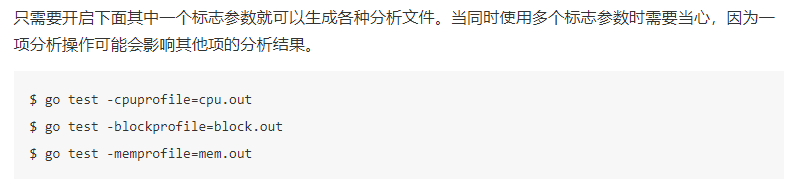 只需要开启下面其中一个标志参数就可以生成各种分析文件。当同时使用多个标志参数时需要当心，因为一
项分析操作可能会影响其他项的分析结果。
$ go test -cpuprofile=cpu.out
$ go test -blockprofile=block.out
$ go test -memprofile=mem.out